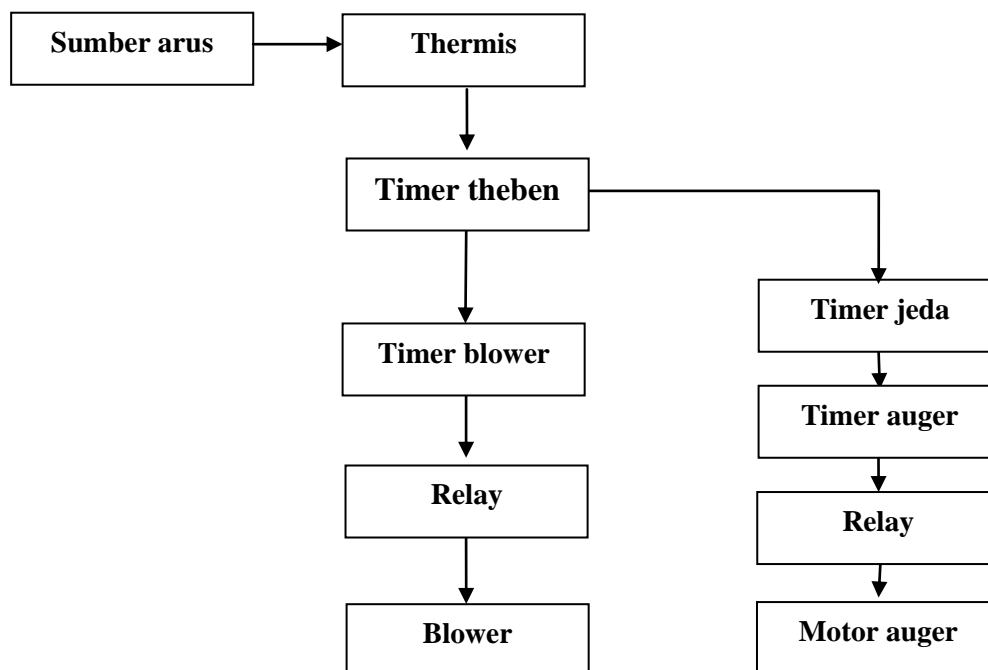 Sumber arus
Thermis
Timer theben
Timer blower
Relay
Blower
Timer jeda
Timer auger
Relay
Motor auger